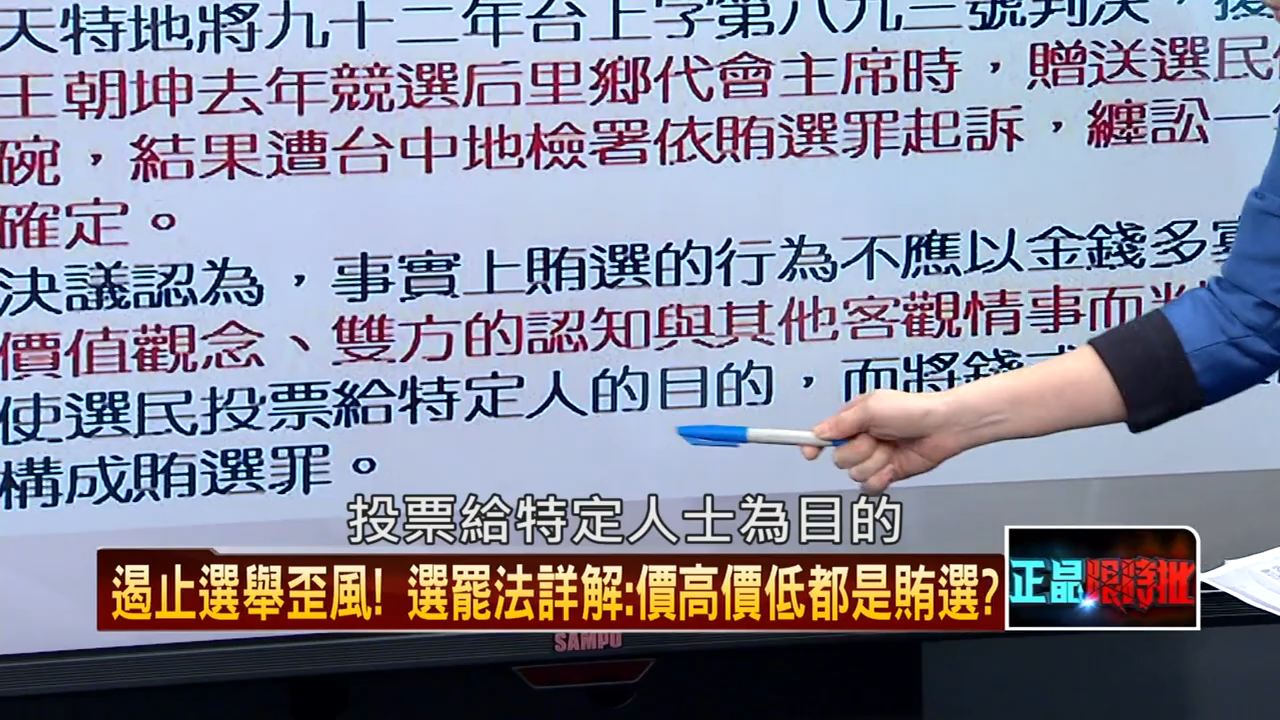 天特地將九十二年台上字第八九三號判決，援
王朝坤去年競選后里鄉代會主席時，贈送選民
碗，結果遭台中地檢署依賄選罪起訴，纏訟一
確定。
決議認為，事實上賄選的行為不應以金錢多寡
價值觀念、雙方的認知與其他客觀情事而判
使選民投票給特定人的目的，而將錢或
構成賄選罪。
投票給特定人士為目的
遏止選舉歪風! 選罷法詳解:價高價低都是賄選?
正晶限時批
SAMPO